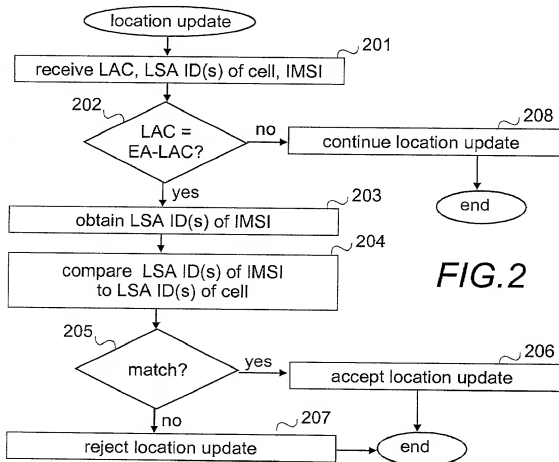 location update
201
receive LAC, LSA ID(s) of cell, IMSI
202
LAC =
EA-LAC?
no
208
continue location update
yes
end
203
obtain LSA ID(s) of IMSI
204
compare LSA ID(s) of IMSI
to LSA ID(s) of cell
FIG.2
205
match?
yes
206
accept location update
no
207
reject location update
end